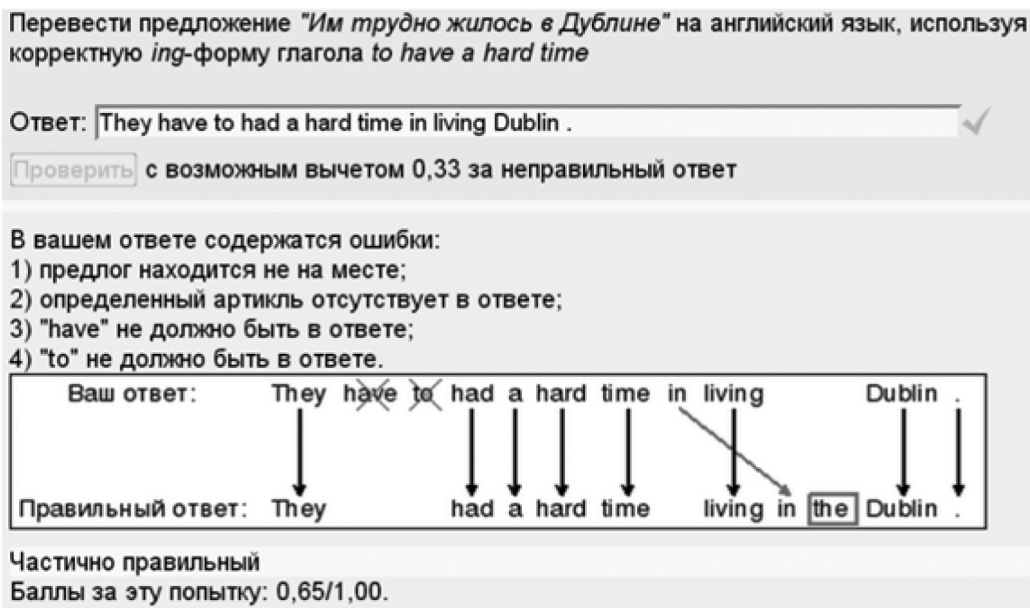 Перевести предложение "Им трудно жилось в Дублине" на английский язык, используя
корректную ing-форму глагола to have a hard time
Ответ: They have to had a hard time in living Dublin .
Проверить с возможным вычетом 0,33 за неправильный ответ
В вашем ответе содержатся ошибки:
1) предлог находится не на месте;
2) определенный артикль отсутствует в ответе;
3) "have" не должно быть в ответе;
4) "to" не должно быть в ответе.
Ваш ответ: They have to had a hard time in living Dublin .
Правильный ответ: They had a hard time living in the Dublin .
Частично правильный
Баллы за эту попытку: 0,65/1,00.